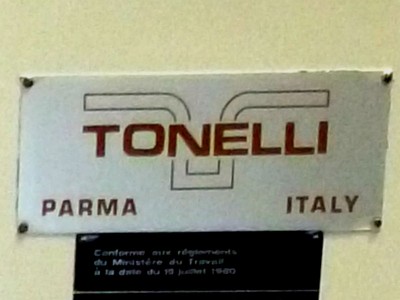 TONELLI
PARMA ITALY
Conforme aux règlements
du Ministère du Travail
à la date du 15 juillet 1980